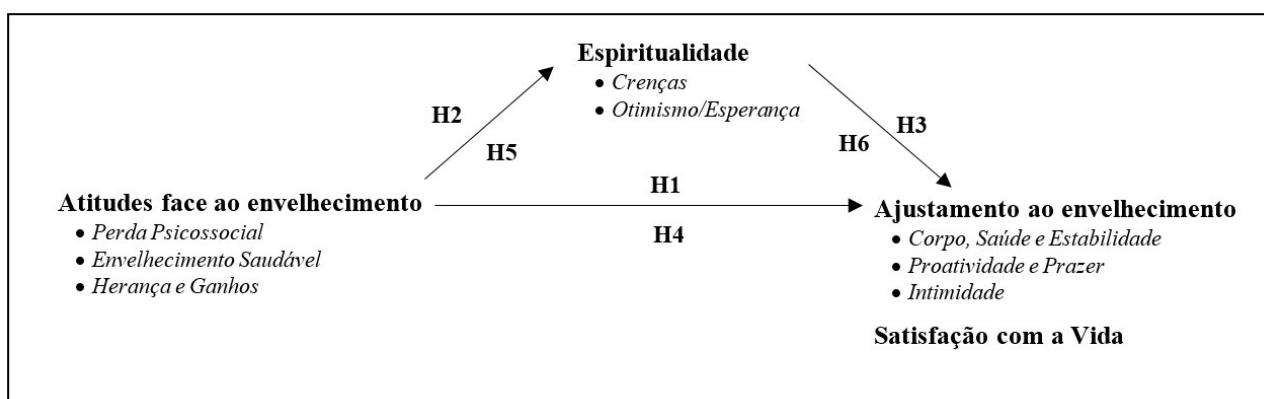 Espiritualidade
• Crenças
• Otimismo/Esperança
H2
H5
H3
H6
H1
H4
Atitudes face ao envelhecimento
• Perda Psicossocial
• Envelhecimento Saudável
• Herança e Ganhos
Ajustamento ao envelhecimento
• Corpo, Saúde e Estabilidade
• Proatividade e Prazer
• Intimidade
Satisfação com a Vida